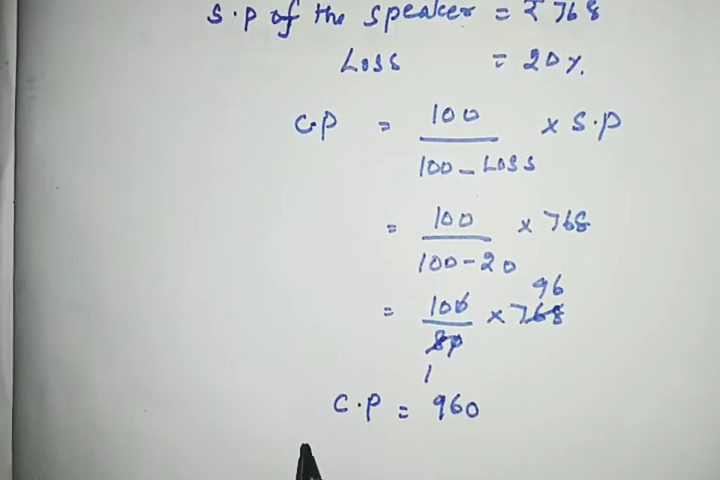 S.P of the speaker = ₹ 768
Loss = 20%.
C.P = 100 / 100 - Loss × S.P
= 100 / 100 - 20 × 768
= 100 / 80 × 768 96
1
C.P = 960